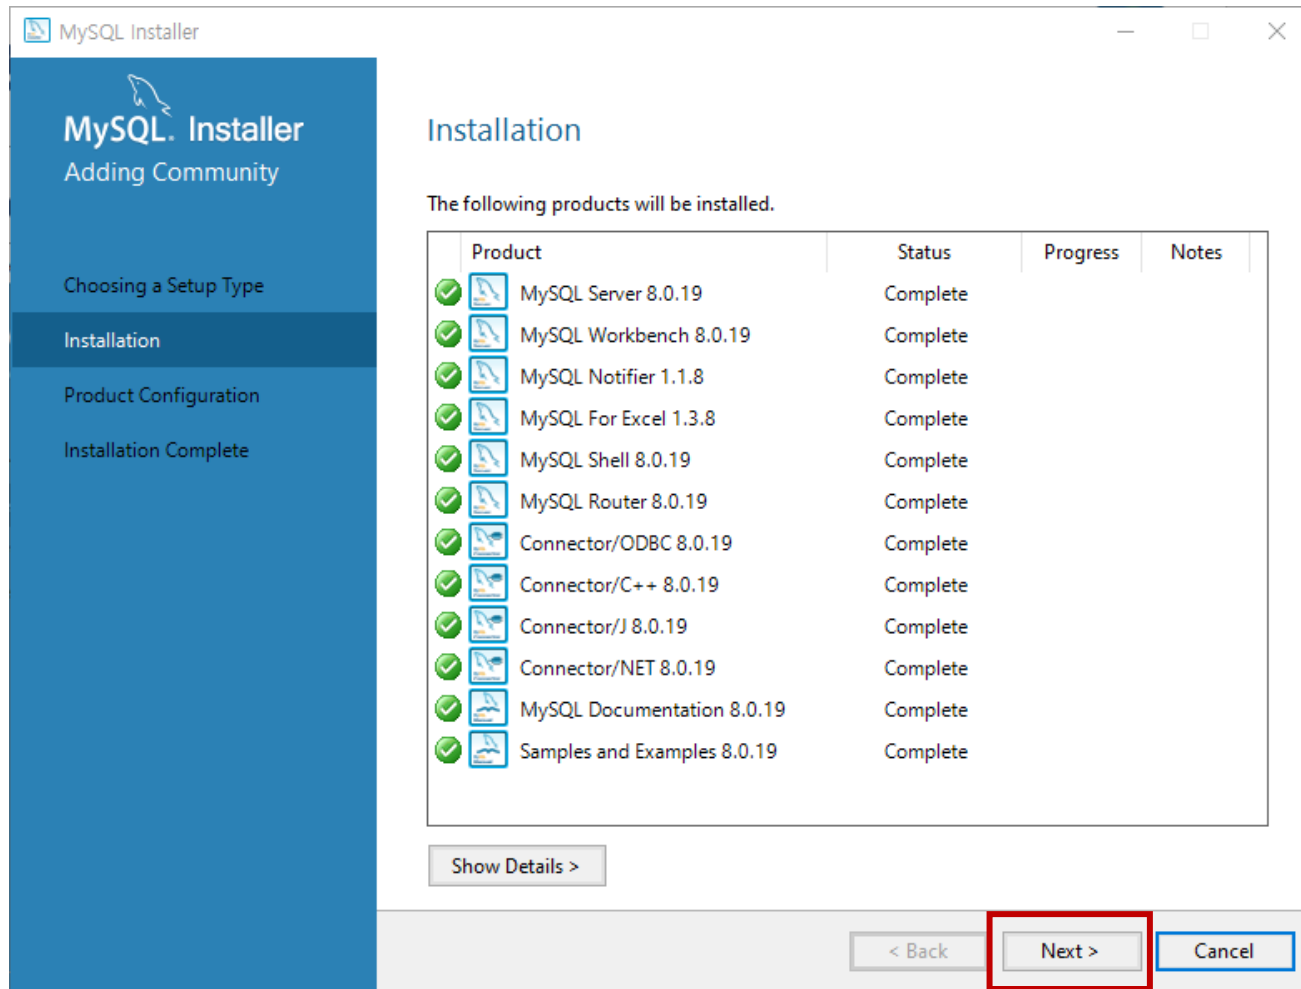 MySQL Installer
MySQL. Installer
Adding Community
Choosing a Setup Type
Installation
Product Configuration
Installation Complete
Installation
The following products will be installed.
Product Status Progress Notes
MySQL Server 8.0.19 Complete
MySQL Workbench 8.0.19 Complete
MySQL Notifier 1.1.8 Complete
MySQL For Excel 1.3.8 Complete
MySQL Shell 8.0.19 Complete
MySQL Router 8.0.19 Complete
Connector/ODBC 8.0.19 Complete
Connector/C++ 8.0.19 Complete
Connector/J 8.0.19 Complete
Connector/NET 8.0.19 Complete
MySQL Documentation 8.0.19 Complete
Samples and Examples 8.0.19 Complete
Show Details >
< Back Next > Cancel